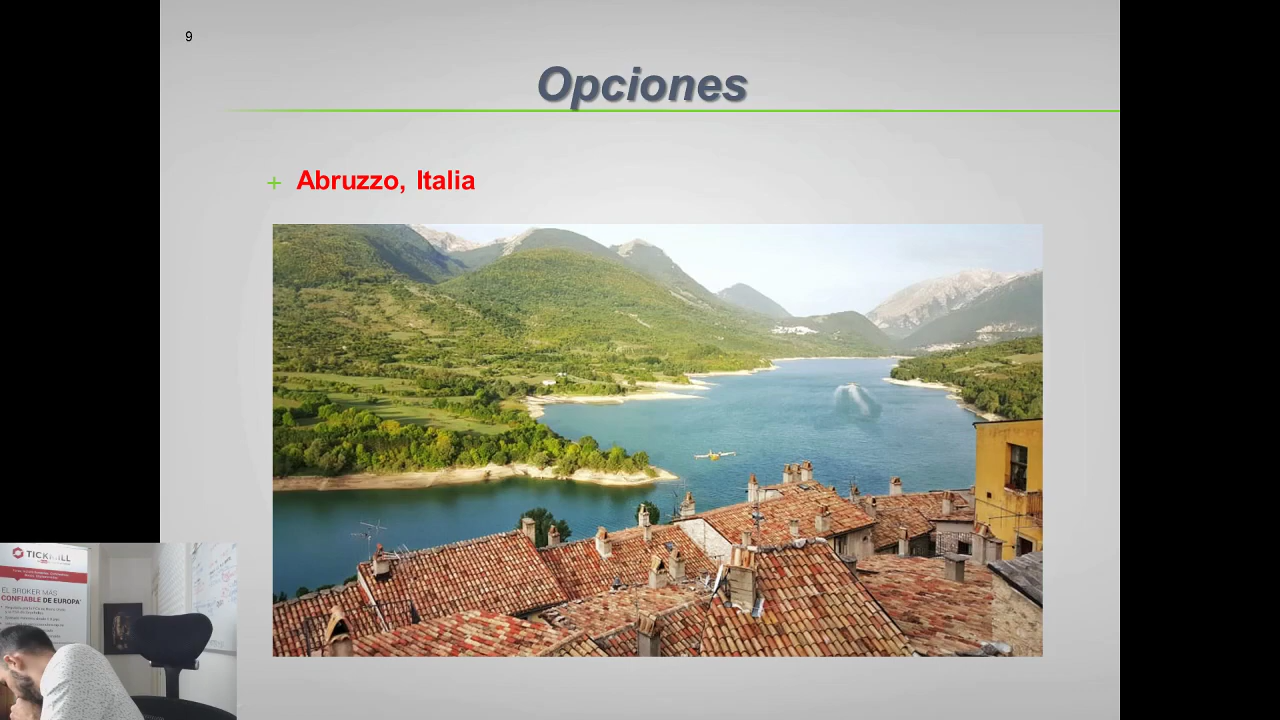 9
Opciones
+ Abruzzo, Italia
TICKMILL
EL BROKER MÁS
CONFIABLE DE EUROPA*